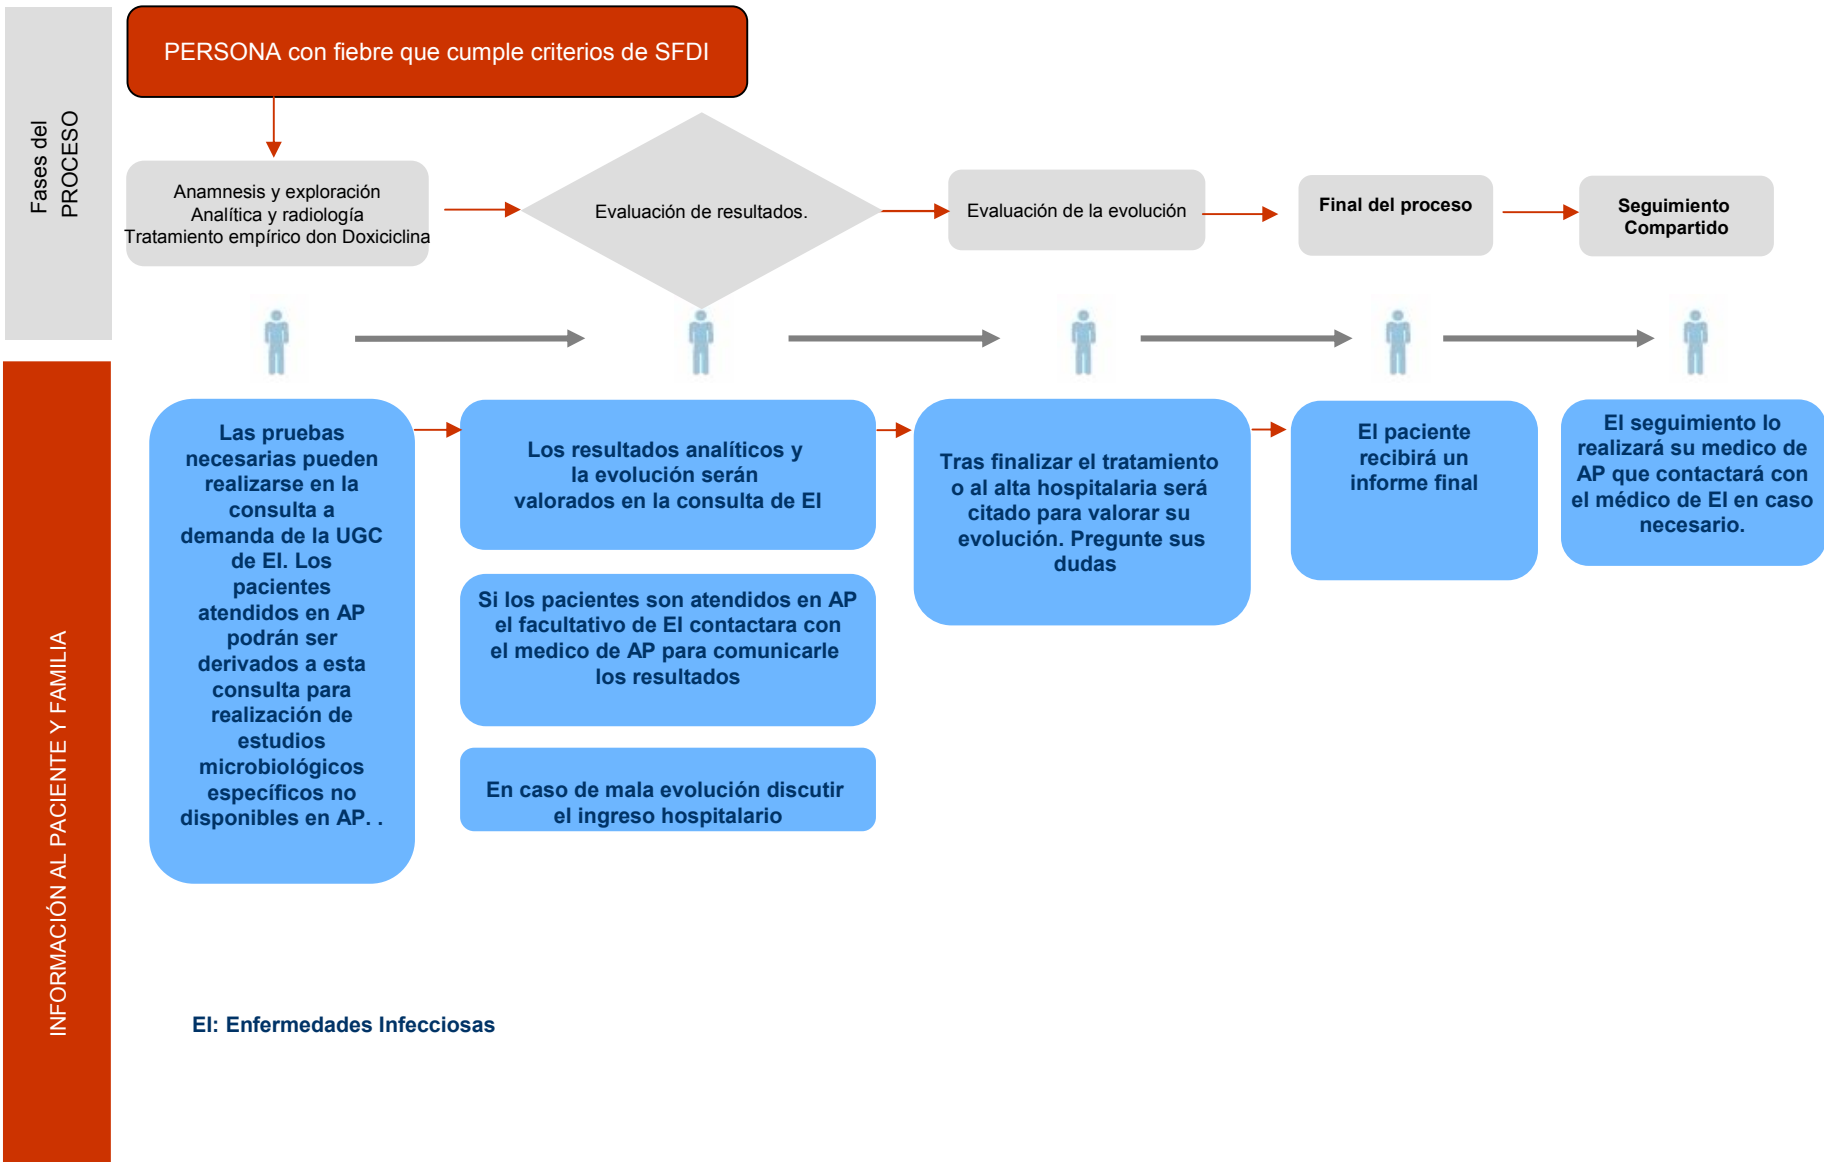 Fases del
PROCESO
PERSONA con fiebre que cumple criterios de SFDI
Anamnesis y exploración
Analítica y radiología
Tratamiento empírico don Doxiciclina
Evaluación de resultados.
Evaluación de la evolución
Final del proceso
Seguimiento
Compartido
INFORMACIÓN AL PACIENTE Y FAMILIA
Las pruebas
necesarias pueden
realizarse en la
consulta a
demanda de la UGC
de EI. Los
pacientes
atendidos en AP
podrán ser
derivados a esta
consulta para
realización de
estudios
microbiológicos
específicos no
disponibles en AP. .
Los resultados analíticos y
la evolución serán
valorados en la consulta de EI
Si los pacientes son atendidos en AP
el facultativo de EI contactara con
el medico de AP para comunicarle
los resultados
En caso de mala evolución discutir
el ingreso hospitalario
Tras finalizar el tratamiento
o al alta hospitalaria será
citado para valorar su
evolución. Pregunte sus
dudas
El paciente
recibirá un
informe final
El seguimiento lo
realizará su medico de
AP que contactará con
el médico de EI en caso
necesario.
EI: Enfermedades Infecciosas